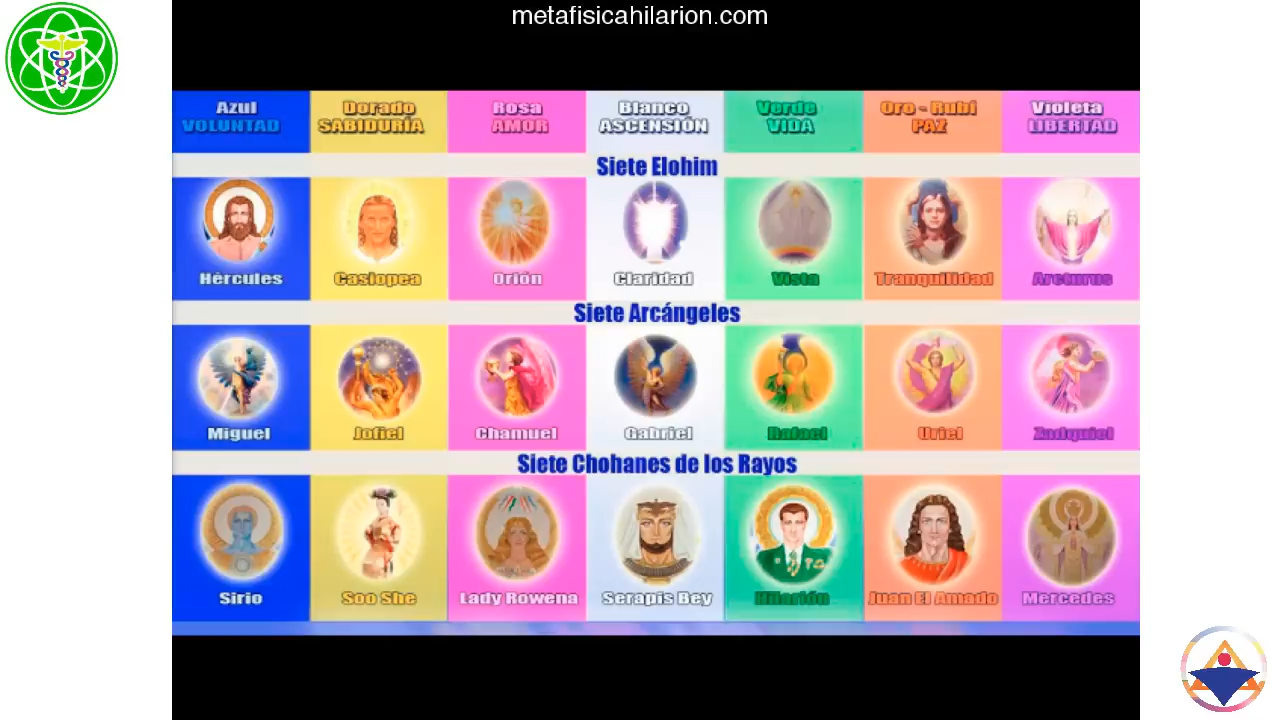 metafisicahilarion.com
Azul Dorado Rosa Blanco Verde Oro - Rubí Violeta
VOLUNTAD SABIDURÍA AMOR ASCENSIÓN VIDA PAZ LIBERTAD
Siete Elohim
Hércules Casiopea Orión Claridad Vista Tranquilidad Arcturus
Siete Arcángeles
Miguel Jofiel Chamuel Gabriel Rafael Uriel Zadquiel
Siete Chohanes de los Rayos
Sirio Soo She Lady Rowena Serapis Bey Hilarión Juan El Amado Mercedes